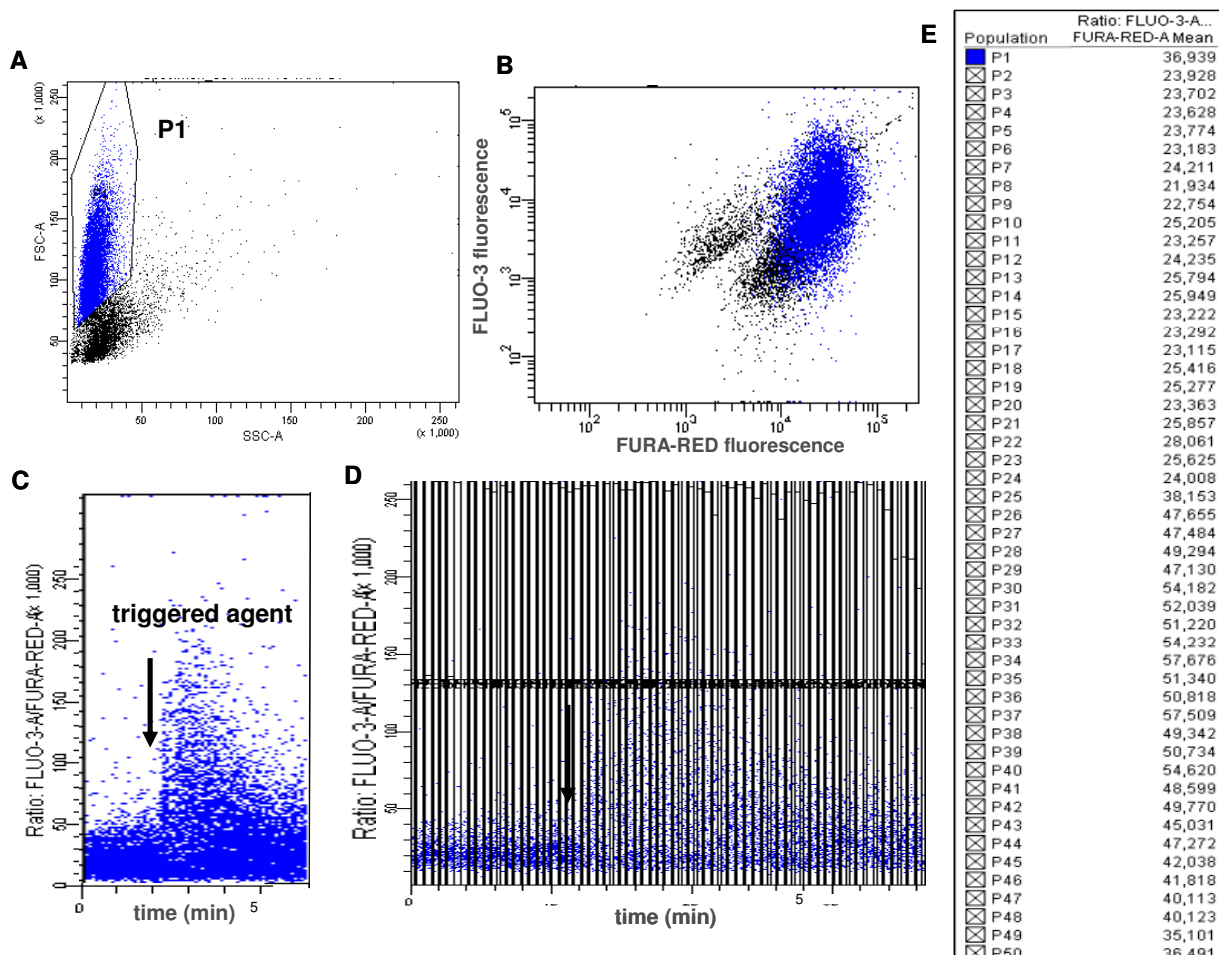 A
P1
(x 1,000)
250
200
150
100
50
FSC-A
50
100
150
200
250
SSC-A
(x 1,000)
B
FLUO-3 fluorescence
10^5
10^4
10^3
10^2
10^2
10^3
10^4
10^5
FURA-RED fluorescence
C
Ratio: FLUO-3-A/FURA-RED-A(x 1,000)
250
200
150
100
50
0
triggered agent
0
5
time (min)
D
Ratio: FLUO-3-A/FURA-RED-A(x 1,000)
250
200
150
100
50
0
5
time (min)
E
Ratio: FLUO-3-A...
Population FURA-RED-A Mean
P1 36,939
P2 23,928
P3 23,702
P4 23,628
P5 23,774
P6 23,183
P7 24,211
P8 21,934
P9 22,754
P10 25,205
P11 23,257
P12 24,235
P13 25,794
P14 25,949
P15 23,222
P16 23,292
P17 23,115
P18 25,416
P19 25,277
P20 23,363
P21 25,857
P22 28,061
P23 25,625
P24 24,008
P25 38,153
P26 47,655
P27 47,484
P28 49,294
P29 47,130
P30 54,182
P31 52,039
P32 51,220
P33 54,232
P34 57,676
P35 51,340
P36 50,818
P37 57,509
P38 49,342
P39 50,734
P40 54,620
P41 48,599
P42 49,770
P43 45,031
P44 47,272
P45 42,038
P46 41,818
P47 40,113
P48 40,123
P49 35,101
P50 36,491